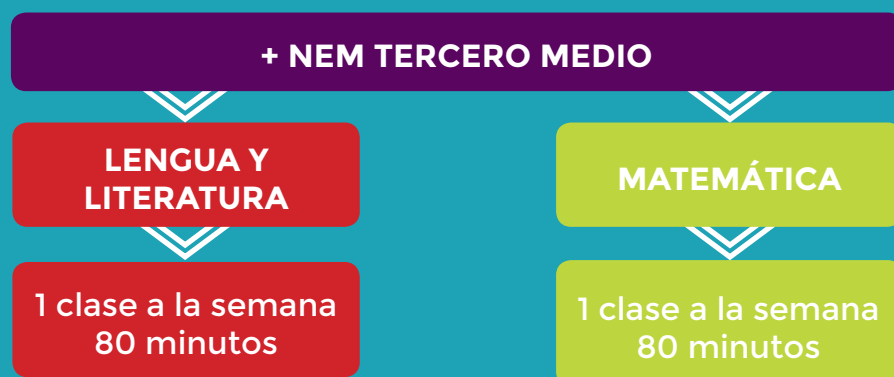 + NEM TERCERO MEDIO
LENGUA Y
LITERATURA
1 clase a la semana
80 minutos
MATEMÁTICA
1 clase a la semana
80 minutos